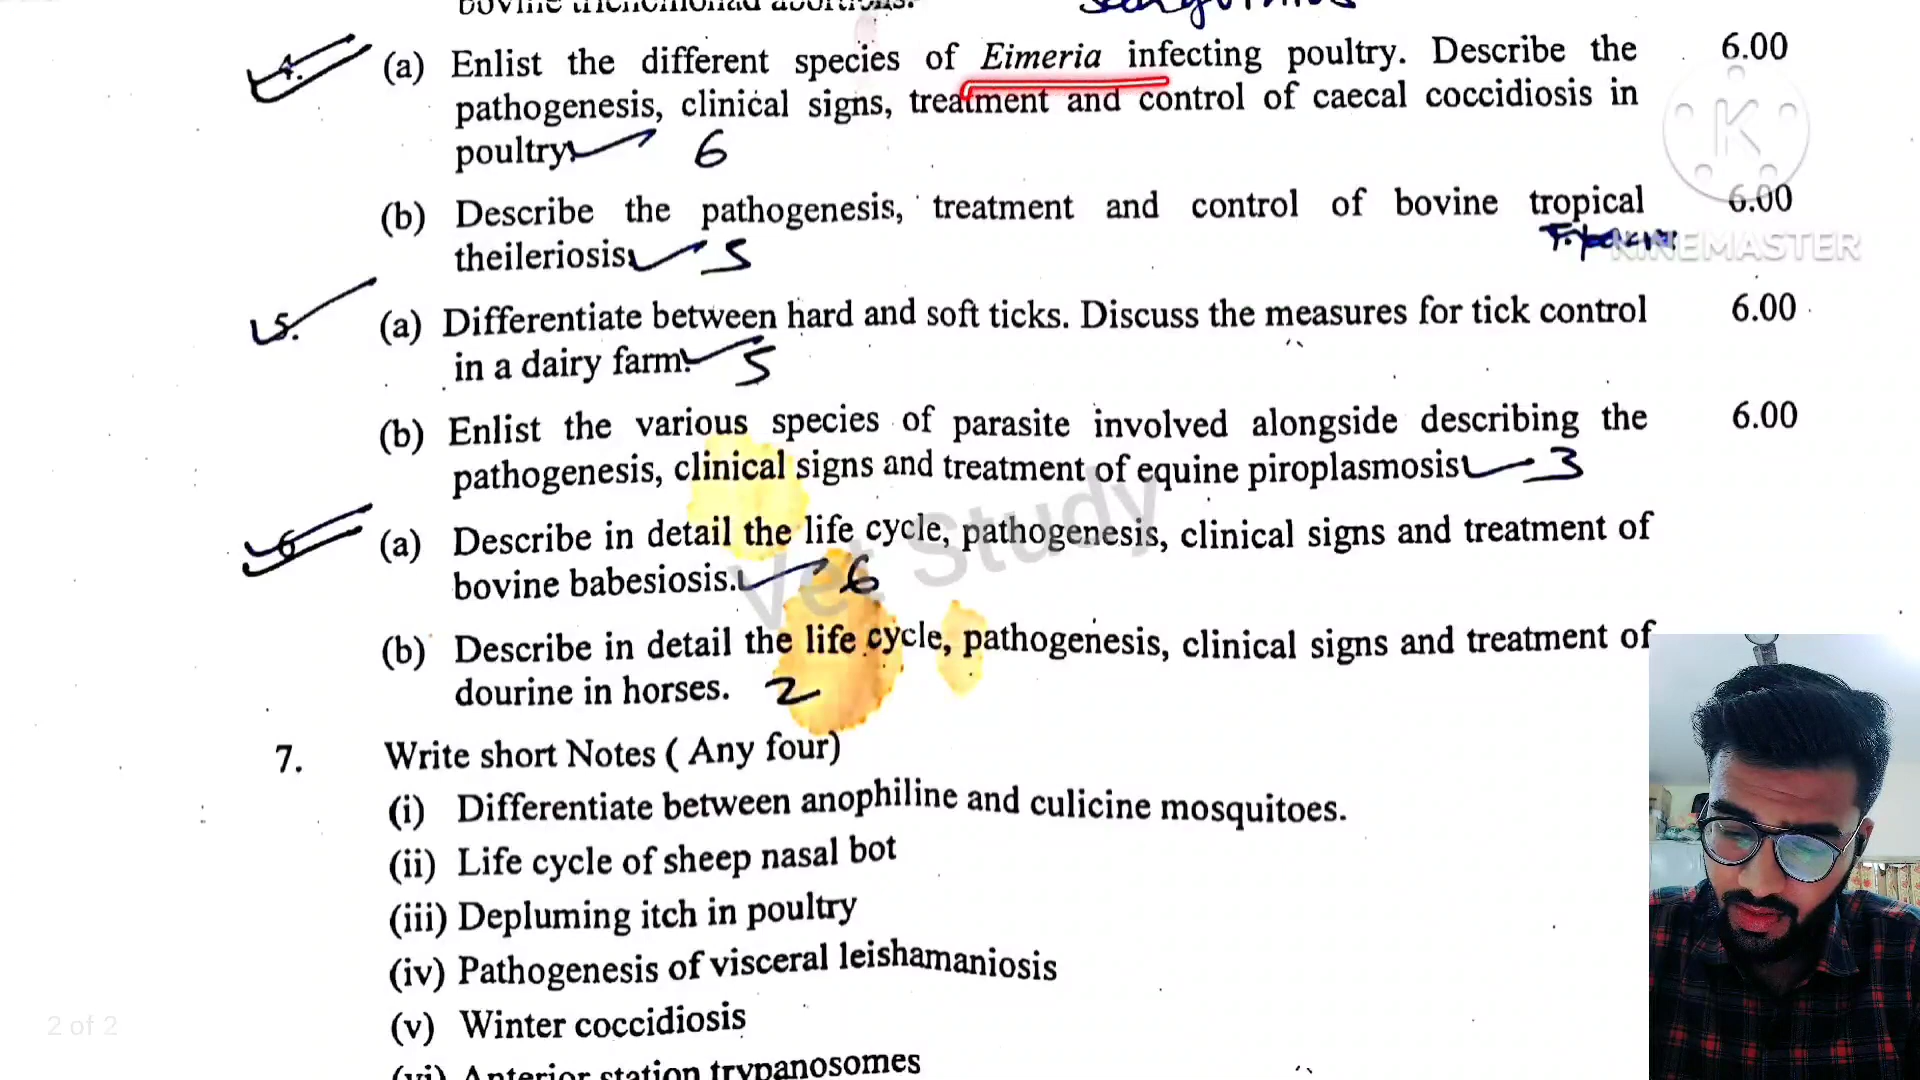 bovine trichomonad abortions.
4. (a) Enlist the different species of Eimeria infecting poultry. Describe the 6.00
pathogenesis, clinical signs, treatment and control of caecal coccidiosis in
poultry. 6
(b) Describe the pathogenesis, treatment and control of bovine tropical 6.00
theileriosis. 5
KINEMASTER
5. (a) Differentiate between hard and soft ticks. Discuss the measures for tick control 6.00
in a dairy farm. 5
(b) Enlist the various species of parasite involved alongside describing the 6.00
pathogenesis, clinical signs and treatment of equine piroplasmosis 3
6 (a) Describe in detail the life cycle, pathogenesis, clinical signs and treatment of
bovine babesiosis. 6
Vet Study
(b) Describe in detail the life cycle, pathogenesis, clinical signs and treatment of
dourine in horses. 2
7. Write short Notes ( Any four)
(i) Differentiate between anophiline and culicine mosquitoes.
(ii) Life cycle of sheep nasal bot
(iii) Depluming itch in poultry
(iv) Pathogenesis of visceral leishamaniosis
(v) Winter coccidiosis
(vi) Anterior station trypanosomes
2 of 2